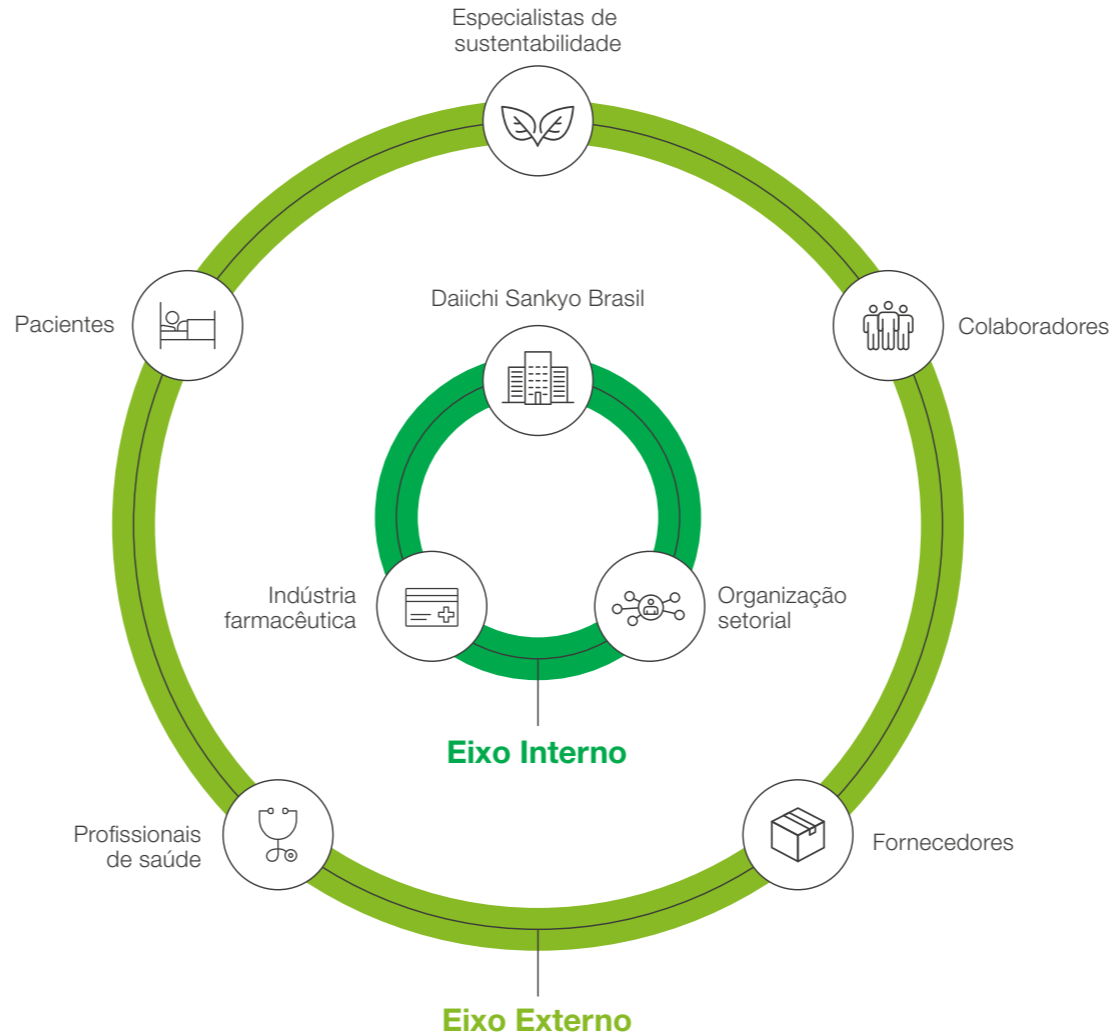 Especialistas de
sustentabilidade
Pacientes
Daiichi Sankyo Brasil
Colaboradores
Indústria
farmacêutica
Organização
setorial
Eixo Interno
Profissionais
de saúde
Fornecedores
Eixo Externo